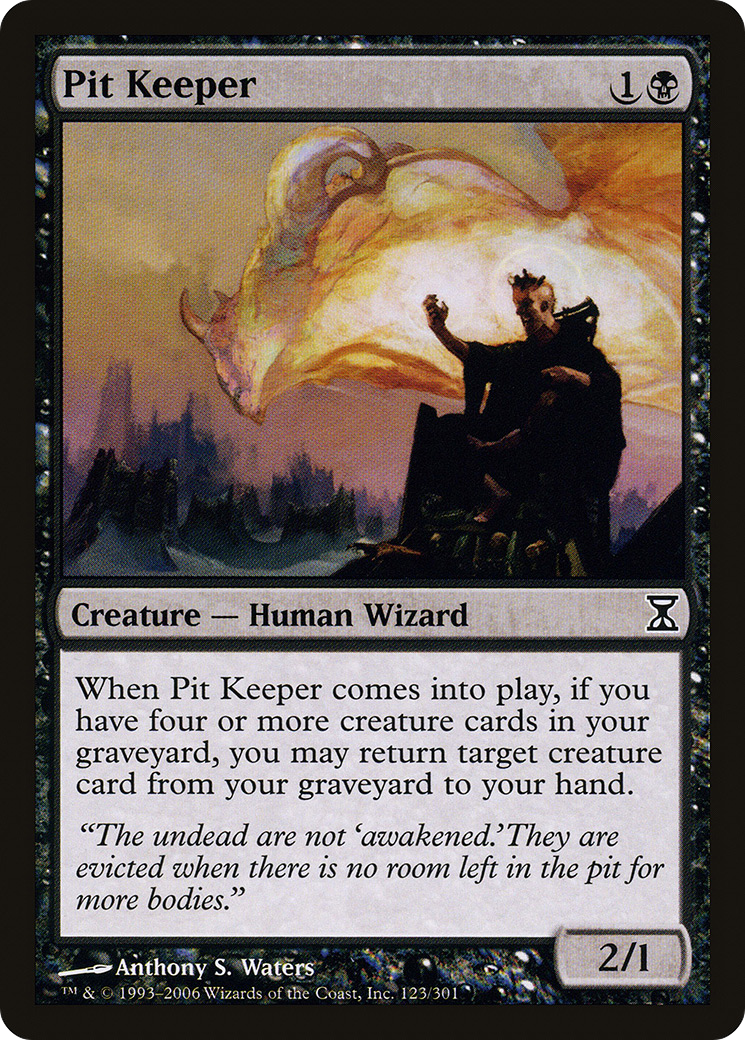 Pit Keeper 1
Creature — Human Wizard
When Pit Keeper comes into play, if you
have four or more creature cards in your
graveyard, you may return target creature
card from your graveyard to your hand.
“The undead are not ‘awakened.’ They are
evicted when there is no room left in the pit for
more bodies.”
2/1
Anthony S. Waters
™ & © 1993–2006 Wizards of the Coast, Inc. 123/301